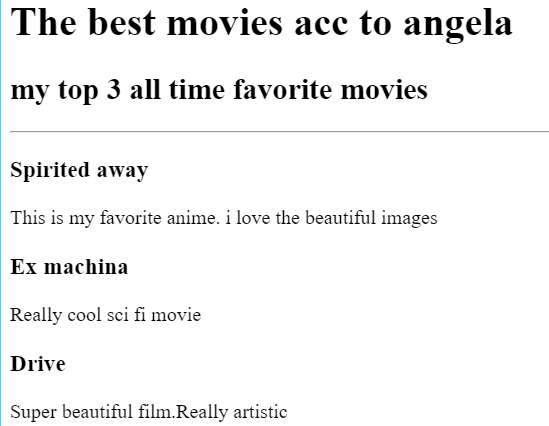 The best movies acc to angela
my top 3 all time favorite movies
Spirited away
This is my favorite anime. i love the beautiful images
Ex machina
Really cool sci fi movie
Drive
Super beautiful film.Really artistic